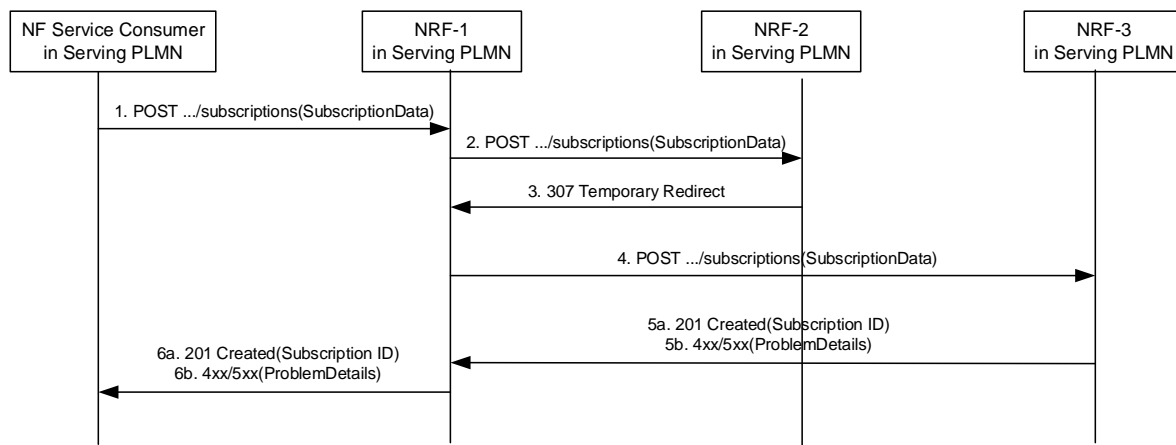 NF Service Consumer
in Serving PLMN
NRF-1
in Serving PLMN
NRF-2
in Serving PLMN
NRF-3
in Serving PLMN
1. POST .../subscriptions(SubscriptionData)
2. POST .../subscriptions(SubscriptionData)
3. 307 Temporary Redirect
4. POST .../subscriptions(SubscriptionData)
5a. 201 Created(Subscription ID)
5b. 4xx/5xx(ProblemDetails)
6a. 201 Created(Subscription ID)
6b. 4xx/5xx(ProblemDetails)